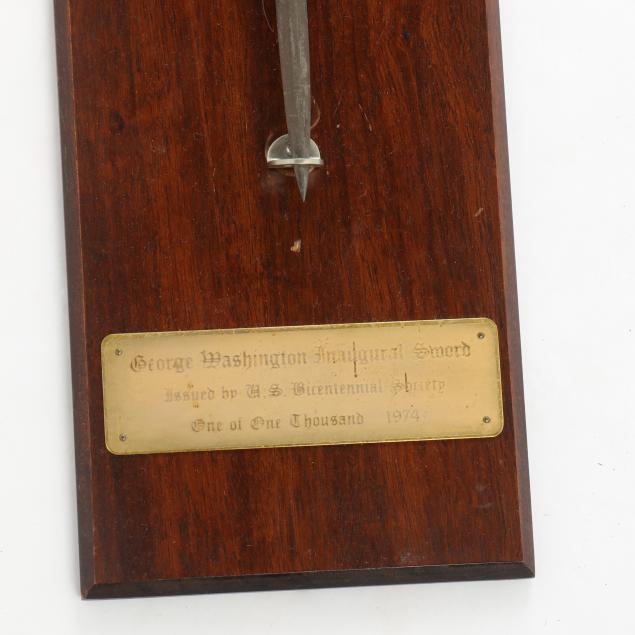 George Washington Inaugural Sword
Issued by U. S. Bicentennial Society
One of One Thousand 1974